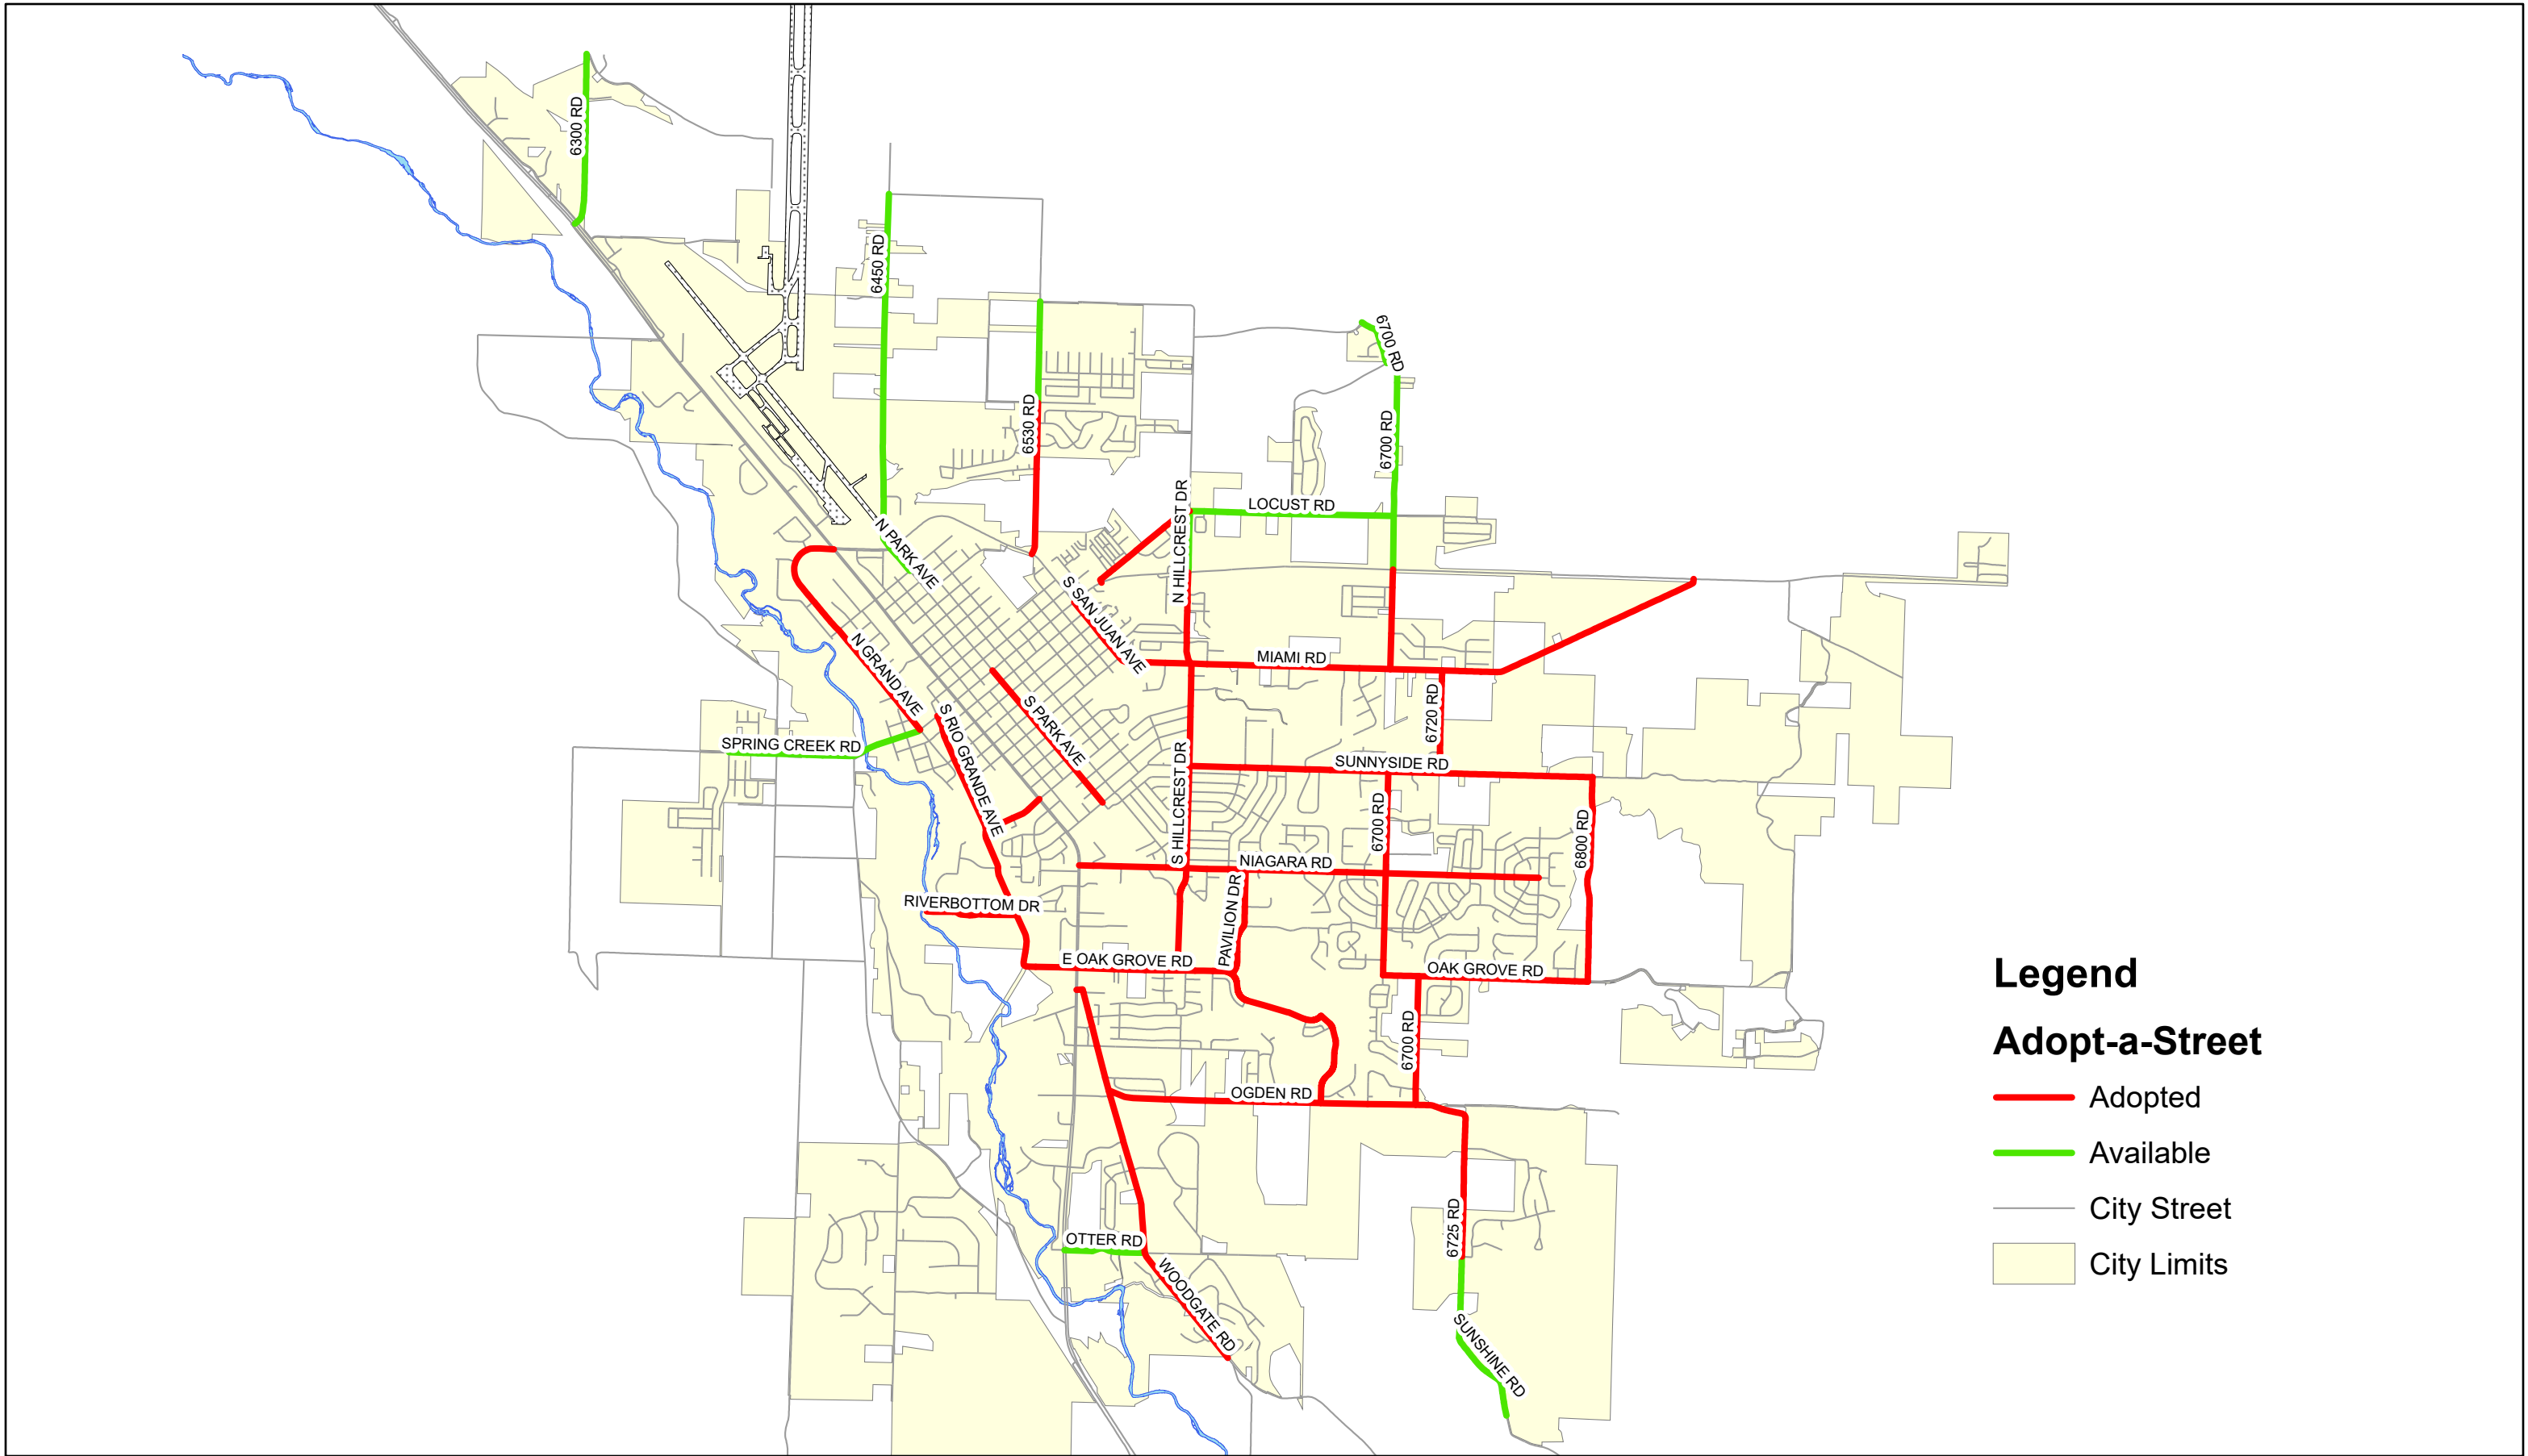 6300 RD
6450 RD
6700 RD
6530 RD
6700 RD
N HILLCREST DR
LOCUST RD
N PARK AVE
S SAN JUAN AVE
MIAMI RD
N GRAND AVE
6720 RD
S RIO GRANDE AVE
S PARK AVE
SPRING CREEK RD
S HILLCREST DR
SUNNYSIDE RD
6700 RD
6800 RD
NIAGARA RD
PAVILION DR
RIVERBOTTOM DR
E OAK GROVE RD
OAK GROVE RD
6700 RD
OGDEN RD
6725 RD
OTTER RD
WOODGATE RD
SUNSHINE RD
Legend
Adopt-a-Street
Adopted
Available
City Street
City Limits